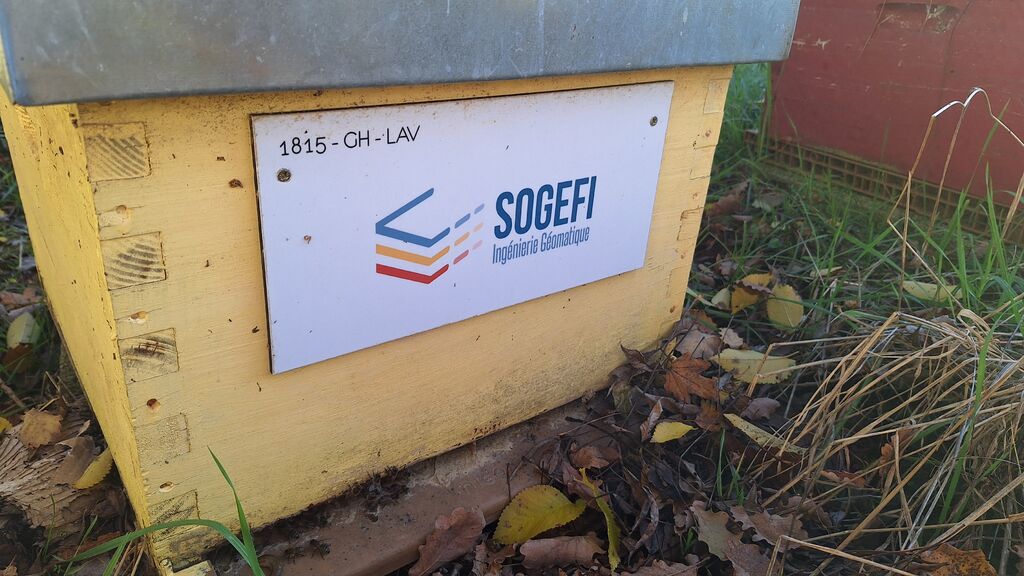 1815 - GH - LAV
SOGEFI
Ingénierie Géomatique